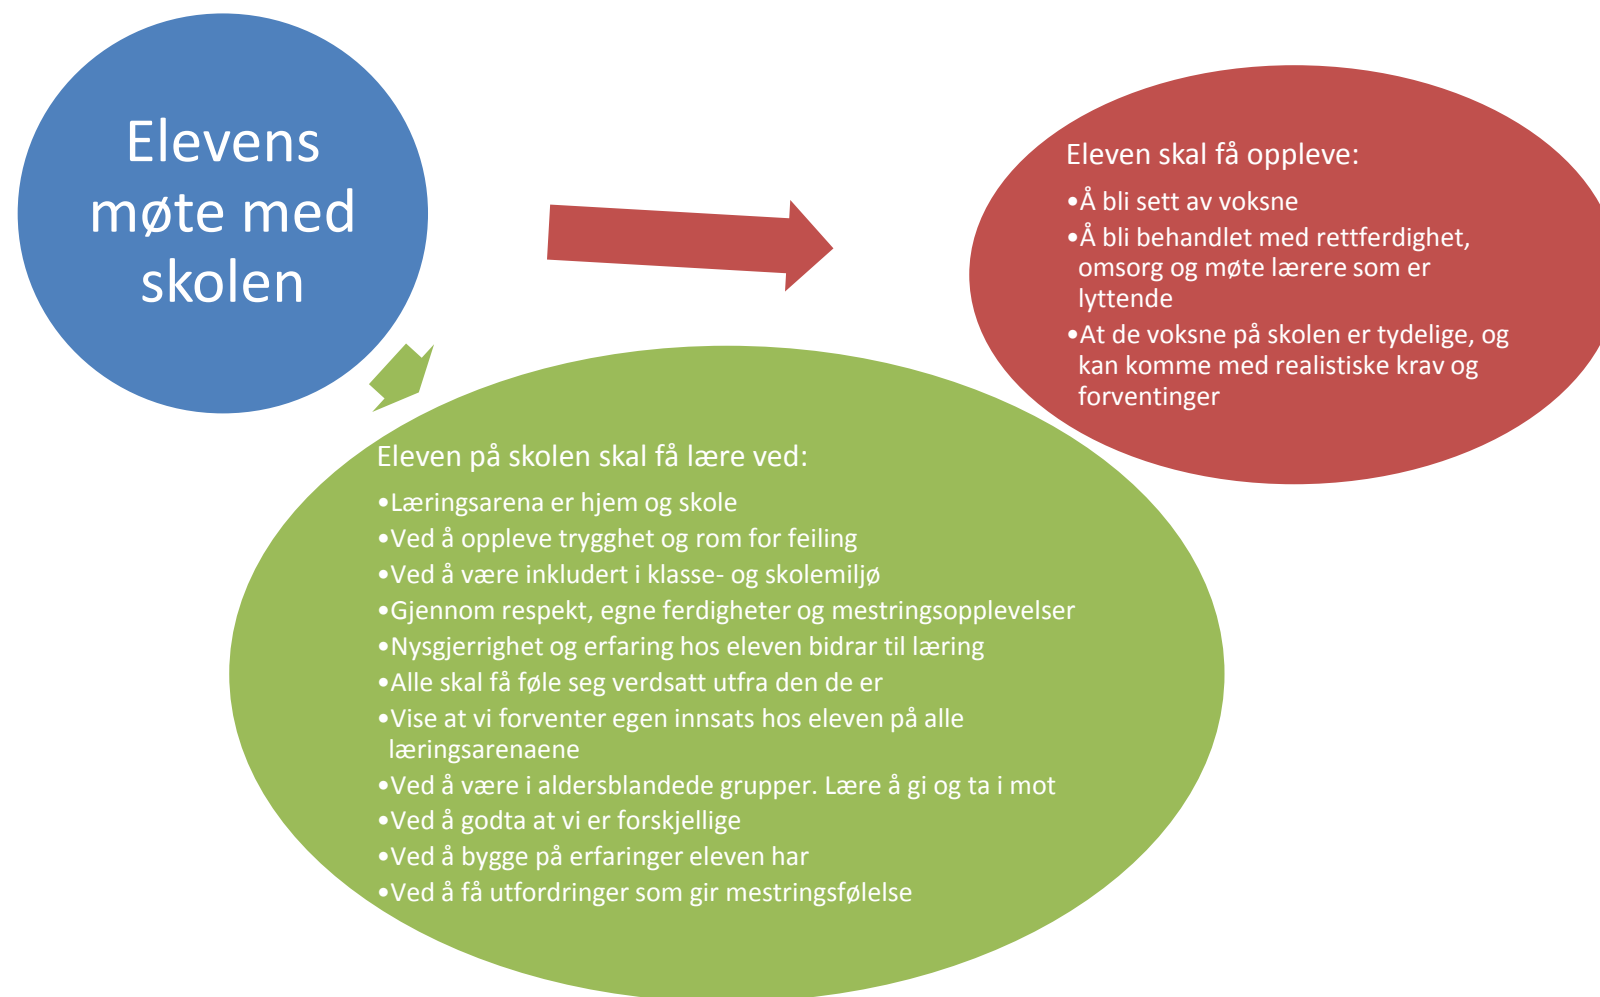 Elevens
møte med
skolen
Eleven skal få oppleve:
•Å bli sett av voksne
•Å bli behandlet med rettferdighet,
omsorg og møte lærere som er
lyttende
•At de voksne på skolen er tydelige, og
kan komme med realistiske krav og
forventinger
Eleven på skolen skal få lære ved:
•Læringsarena er hjem og skole
•Ved å oppleve trygghet og rom for feiling
•Ved å være inkludert i klasse- og skolemiljø
•Gjennom respekt, egne ferdigheter og mestringsopplevelser
•Nysgjerrighet og erfaring hos eleven bidrar til læring
•Alle skal få føle seg verdsatt utfra den de er
•Vise at vi forventer egen innsats hos eleven på alle
læringsarenaene
•Ved å være i aldersblandede grupper. Lære å gi og ta i mot
•Ved å godta at vi er forskjellige
•Ved å bygge på erfaringer eleven har
•Ved å få utfordringer som gir mestringsfølelse